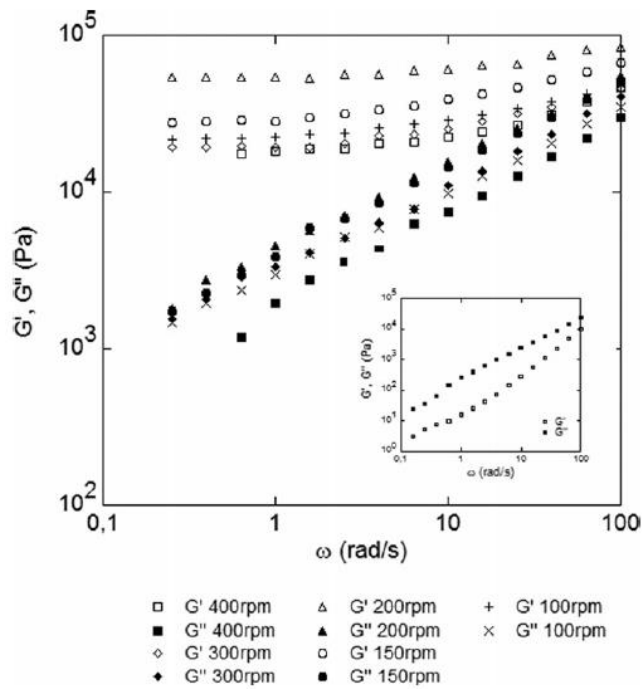 10⁵
10⁴
10³
10²
G', G'' (Pa)
0,1
1
10
100
ω (rad/s)
10⁵
10⁴
10³
10²
10¹
10⁰
G', G'' (Pa)
0.1
1
10
100
ω (rad/s)
G' 400rpm
G' 200rpm
G' 100rpm
G'' 400rpm
G'' 200rpm
G'' 100rpm
G' 300rpm
G' 150rpm
G'' 300rpm
G'' 150rpm